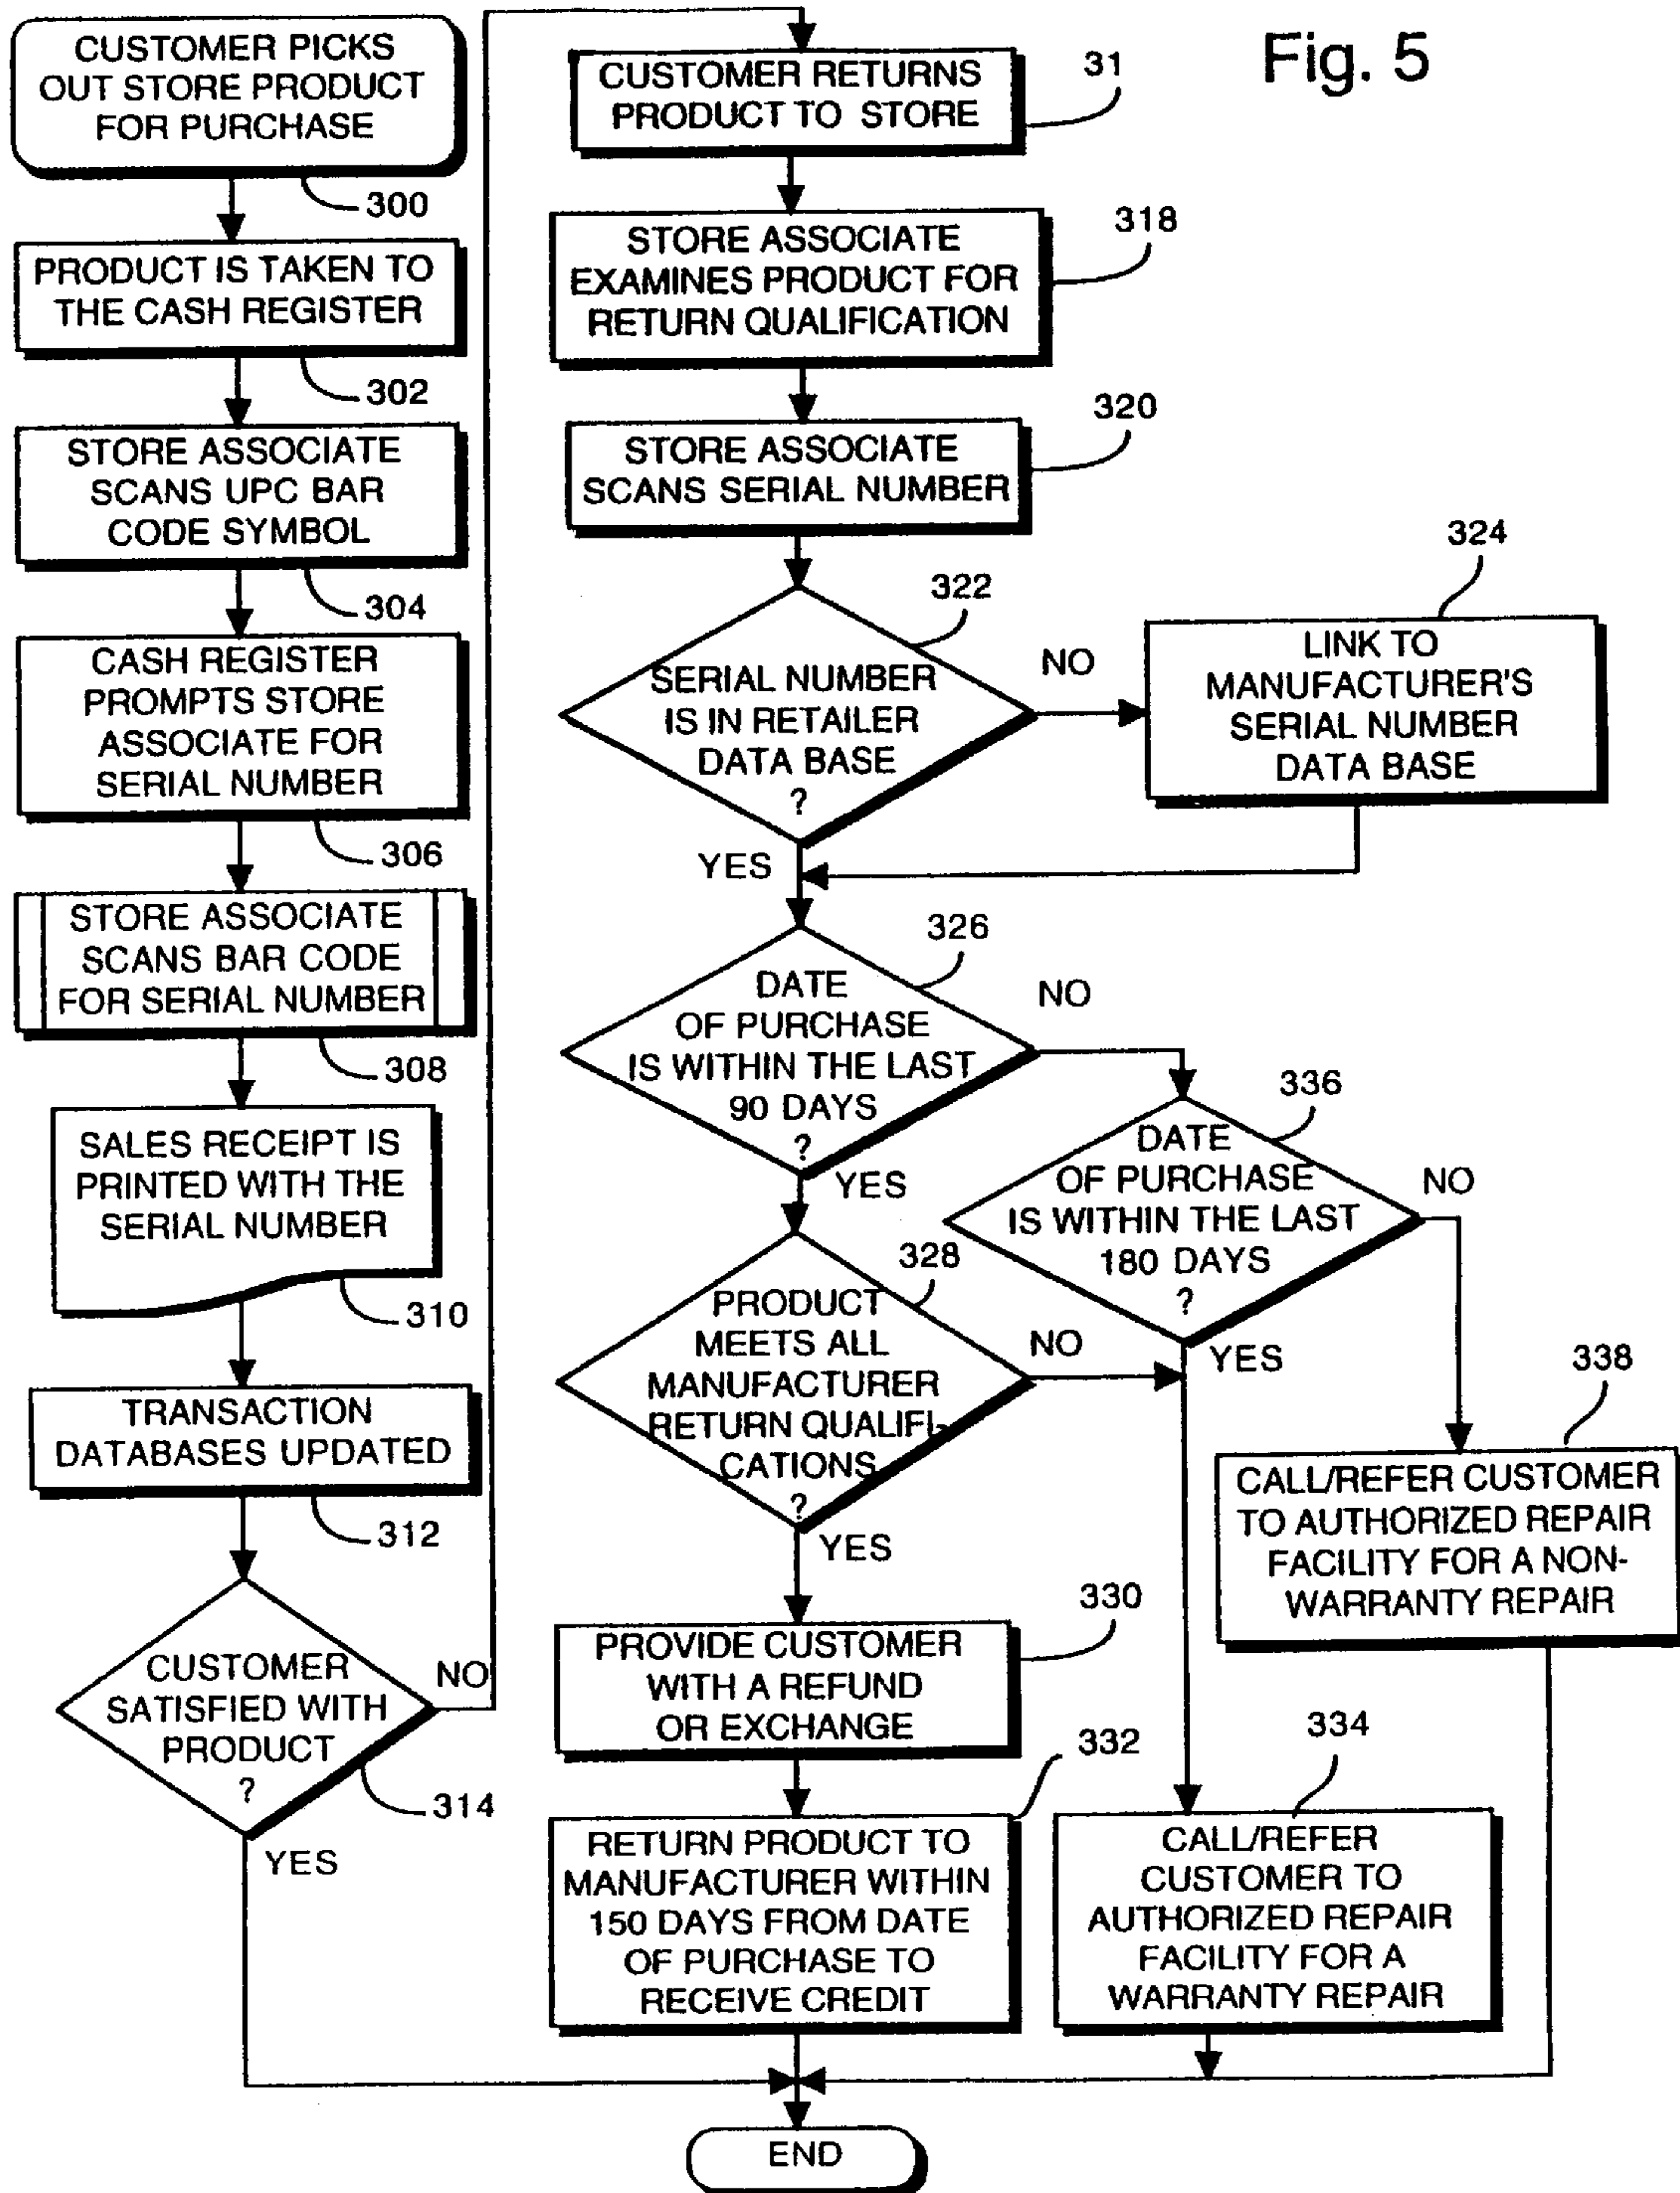 Fig. 5
CUSTOMER PICKS
OUT STORE PRODUCT
FOR PURCHASE
300
PRODUCT IS TAKEN TO
THE CASH REGISTER
302
STORE ASSOCIATE
SCANS UPC BAR
CODE SYMBOL
304
CASH REGISTER
PROMPTS STORE
ASSOCIATE FOR
SERIAL NUMBER
306
STORE ASSOCIATE
SCANS BAR CODE
FOR SERIAL NUMBER
308
SALES RECEIPT IS
PRINTED WITH THE
SERIAL NUMBER
310
TRANSACTION
DATABASES UPDATED
312
CUSTOMER
SATISFIED WITH
PRODUCT
?
NO
314
YES
CUSTOMER RETURNS
PRODUCT TO STORE
31
STORE ASSOCIATE
EXAMINES PRODUCT FOR
RETURN QUALIFICATION
318
STORE ASSOCIATE
SCANS SERIAL NUMBER
320
SERIAL NUMBER
IS IN RETAILER
DATA BASE
?
322
NO
YES
LINK TO
MANUFACTURER'S
SERIAL NUMBER
DATA BASE
324
DATE
OF PURCHASE
IS WITHIN THE LAST
90 DAYS
?
326
NO
YES
DATE
OF PURCHASE
IS WITHIN THE LAST
180 DAYS
?
336
NO
YES
PRODUCT
MEETS ALL
MANUFACTURER
RETURN QUALIFI-
CATIONS
?
328
NO
YES
CALL/REFER CUSTOMER
TO AUTHORIZED REPAIR
FACILITY FOR A NON-
WARRANTY REPAIR
338
PROVIDE CUSTOMER
WITH A REFUND
OR EXCHANGE
330
RETURN PRODUCT TO
MANUFACTURER WITHIN
150 DAYS FROM DATE
OF PURCHASE TO
RECEIVE CREDIT
332
CALL/REFER
CUSTOMER TO
AUTHORIZED REPAIR
FACILITY FOR A
WARRANTY REPAIR
334
END